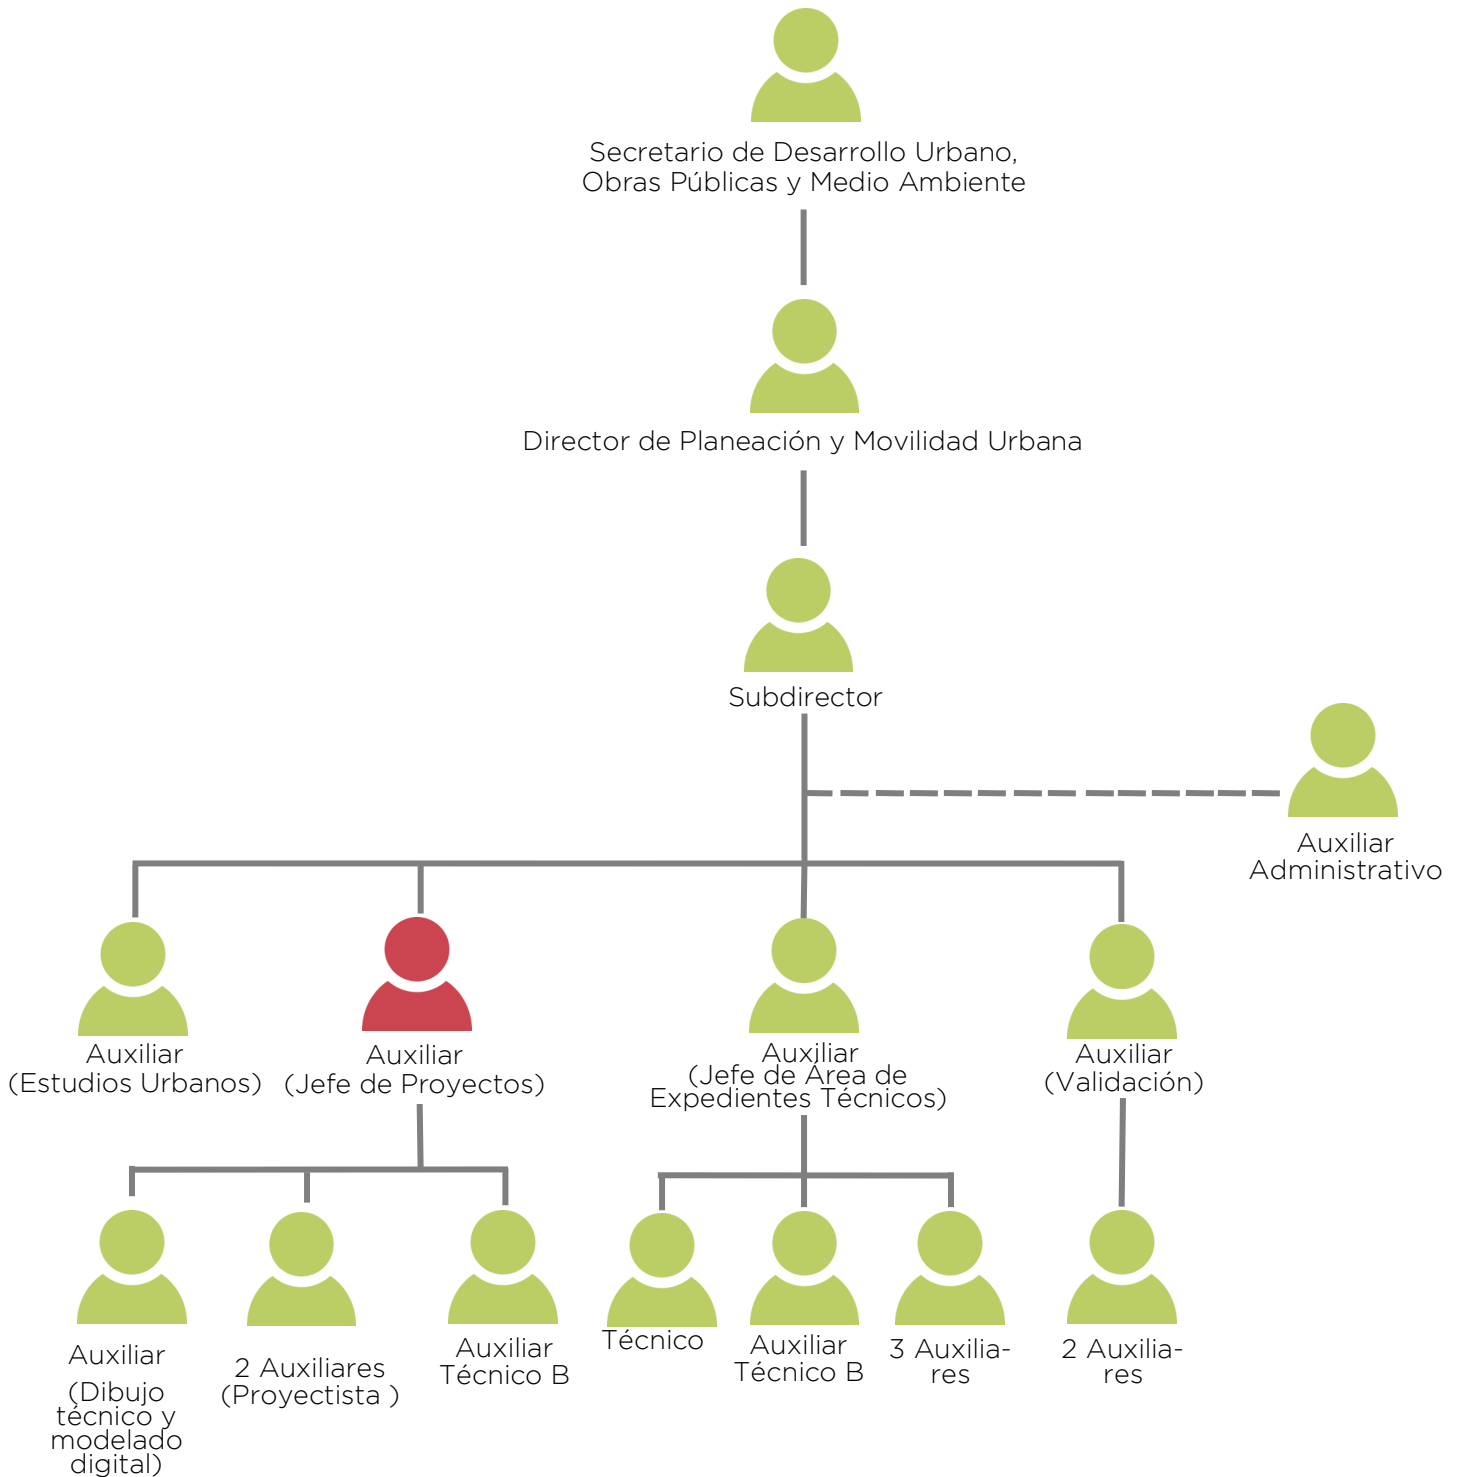 Secretario de Desarrollo Urbano,
Obras Públicas y Medio Ambiente
Director de Planeación y Movilidad Urbana
Subdirector
Auxiliar
Administrativo
Auxiliar
(Estudios Urbanos)
Auxiliar
(Jefe de Proyectos)
Auxiliar
(Jefe de Área de
Expedientes Técnicos)
Auxiliar
(Validación)
Auxiliar
(Dibujo
técnico y
modelado
digital)
2 Auxiliares
(Proyectista )
Auxiliar
Técnico B
Técnico
Auxiliar
Técnico B
3 Auxilia-
res
2 Auxilia-
res